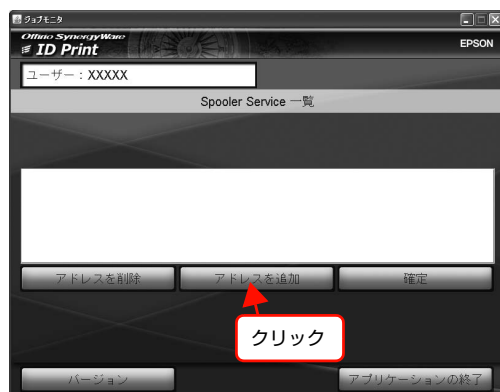 ジョブモニタ
Offirio SynergyWare
ID Print
EPSON
ユーザー：XXXXX
Spooler Service 一覧
アドレスを削除
アドレスを追加
確定
クリック
バージョン
アプリケーションの終了